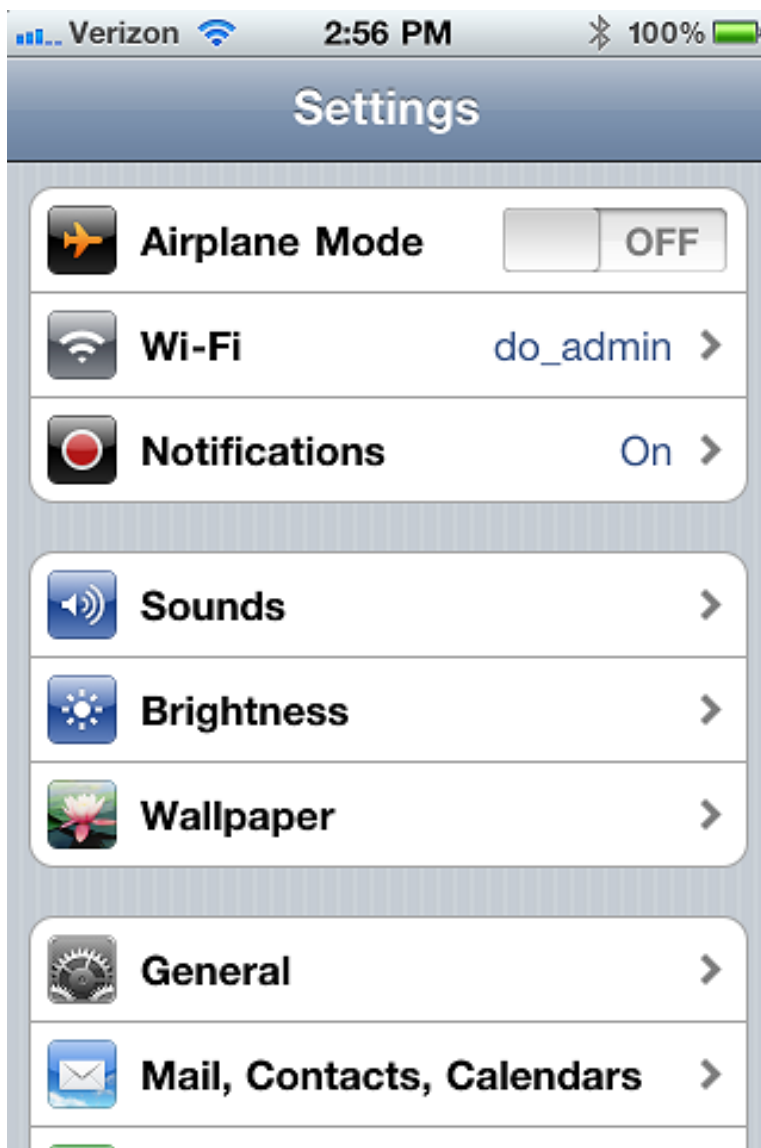 Verizon 2:56 PM 100%
Settings
Airplane Mode OFF
Wi-Fi do_admin
Notifications On
Sounds
Brightness
Wallpaper
General
Mail, Contacts, Calendars